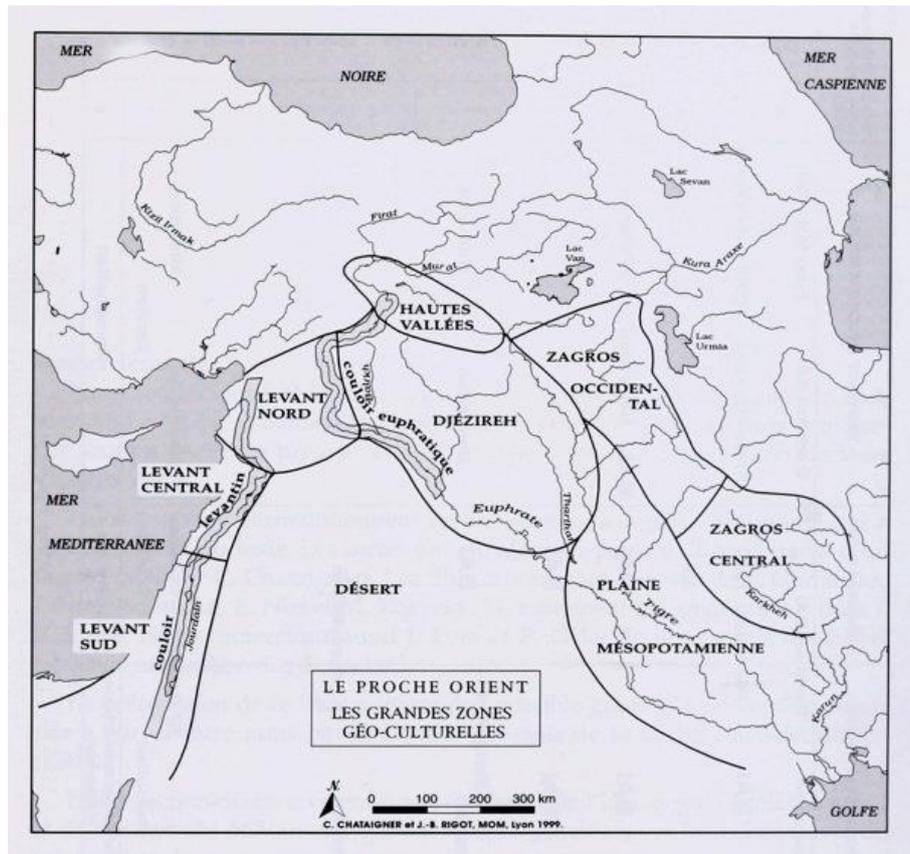 MER
NOIRE
MER
CASPIENNE
Lac
Sevan
Kizil Irmak
Firat
Lac
Van
Kura Araxe
Murat
HAUTES
VALLÉES
Lac
Urmia
ZAGROS
OCCIDEN-
TAL
LEVANT
NORD
couloir euphratique
Balikh
DJÉZIREH
LEVANT
CENTRAL
levantin
MER
MEDITERRANEE
Euphrate
Tharthar
ZAGROS
CENTRAL
DÉSERT
PLAINE
Tigre
Karkheh
MÉSOPOTAMIENNE
LEVANT
SUD
couloir
Jourdain
Karun
LE PROCHE ORIENT
LES GRANDES ZONES
GÉO-CULTURELLES
N
0 100 200 300 km
C. CHATAIGNER et J.-B. RIGOT, MOM, Lyon 1999.
GOLFE